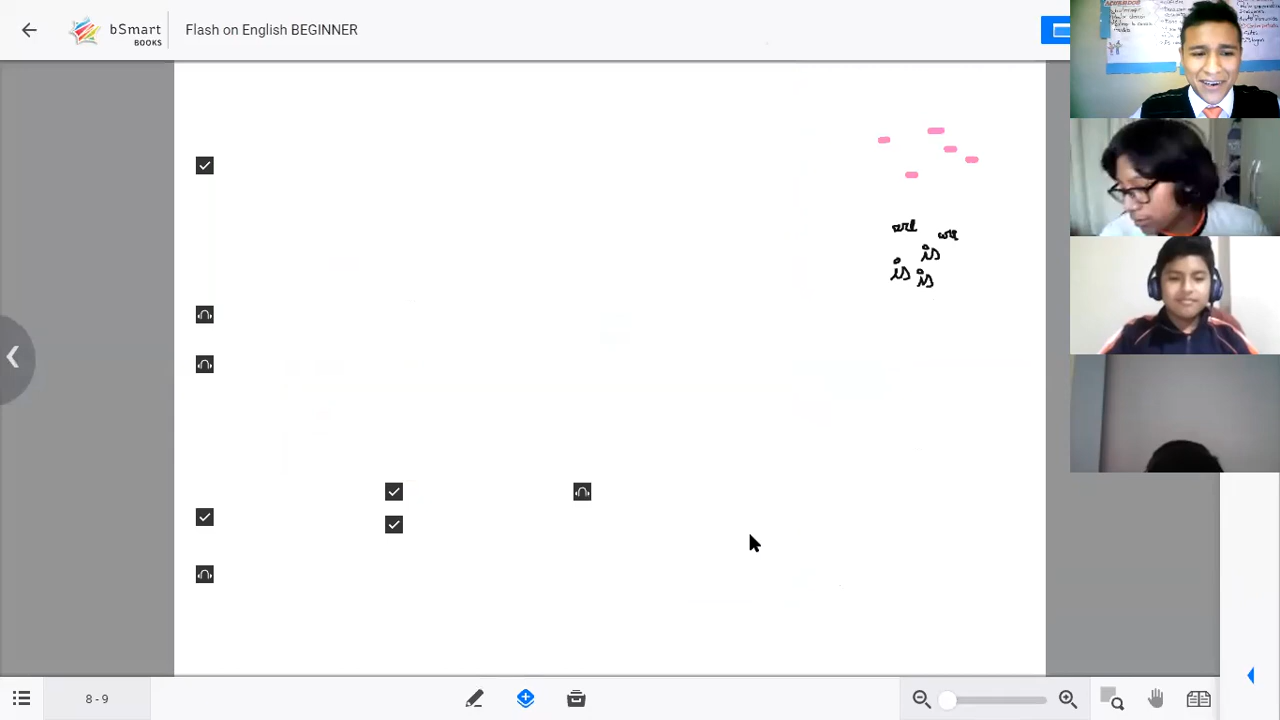 bSmart
BOOKS
Flash on English BEGINNER
are
are
is
is is
8 - 9